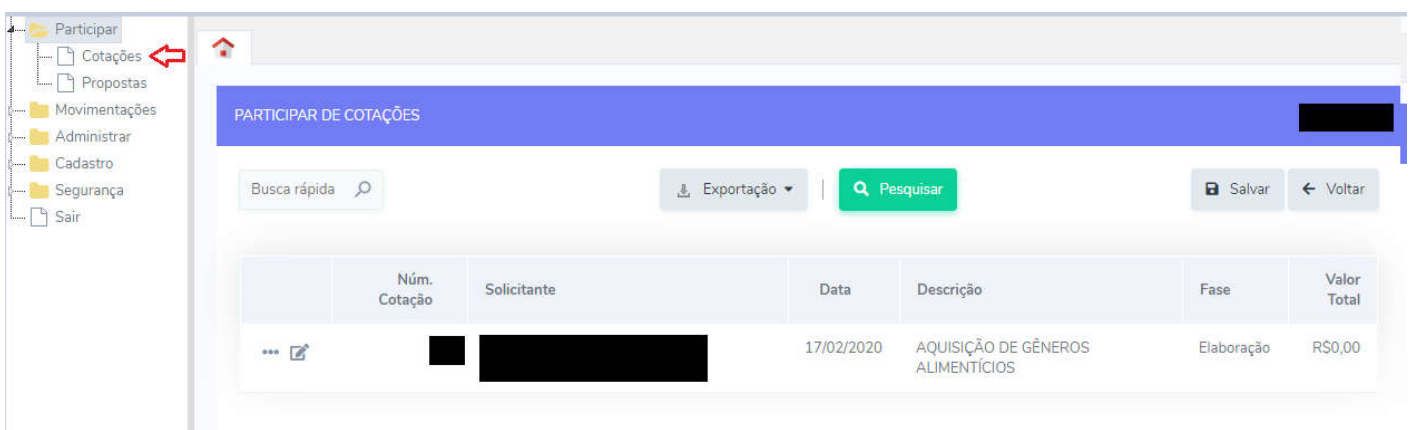 Participar
Cotações
Propostas
Movimentações
Administrar
Cadastro
Segurança
Sair
PARTICIPAR DE COTAÇÕES
Busca rápida
Exportação
Pesquisar
Salvar
Voltar
Núm.
Cotação
Solicitante
Data
Descrição
Fase
Valor
Total
17/02/2020
AQUISIÇÃO DE GÊNEROS
ALIMENTÍCIOS
Elaboração
R$0,00